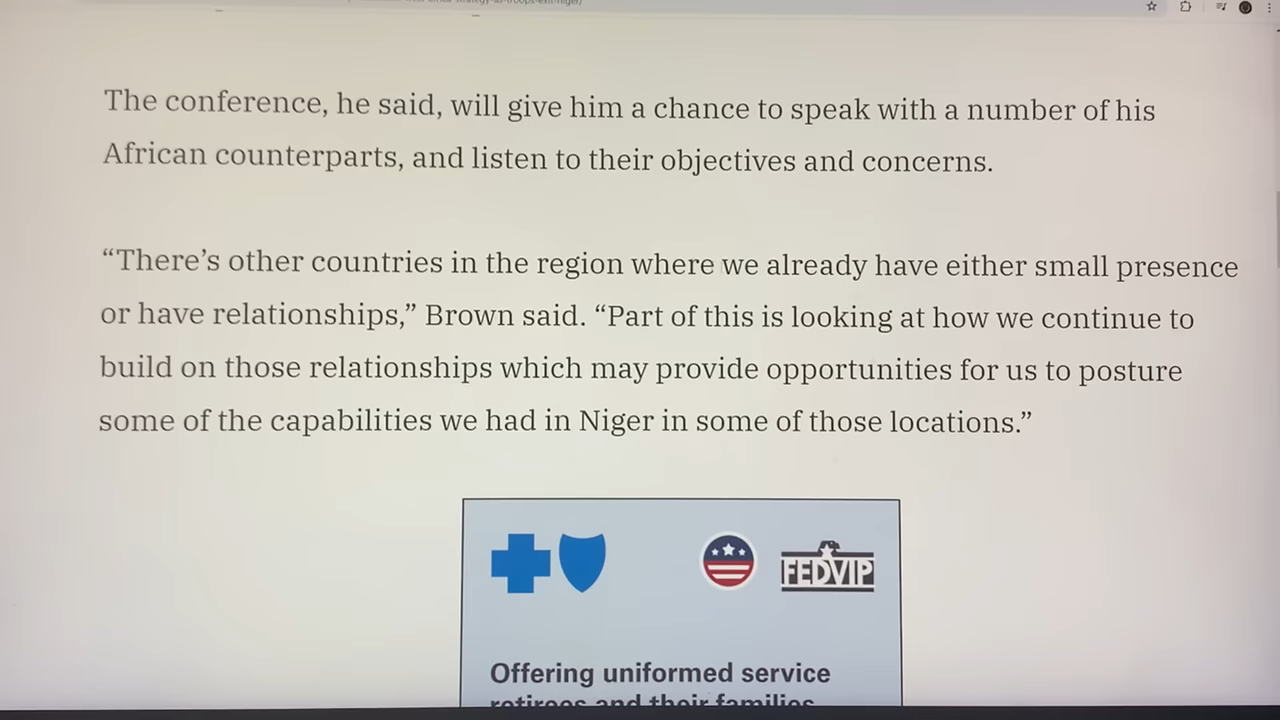 The conference, he said, will give him a chance to speak with a number of his
African counterparts, and listen to their objectives and concerns.
“There’s other countries in the region where we already have either small presence
or have relationships,” Brown said. “Part of this is looking at how we continue to
build on those relationships which may provide opportunities for us to posture
some of the capabilities we had in Niger in some of those locations.”
FEDVIP
Offering uniformed service
retirees and their families